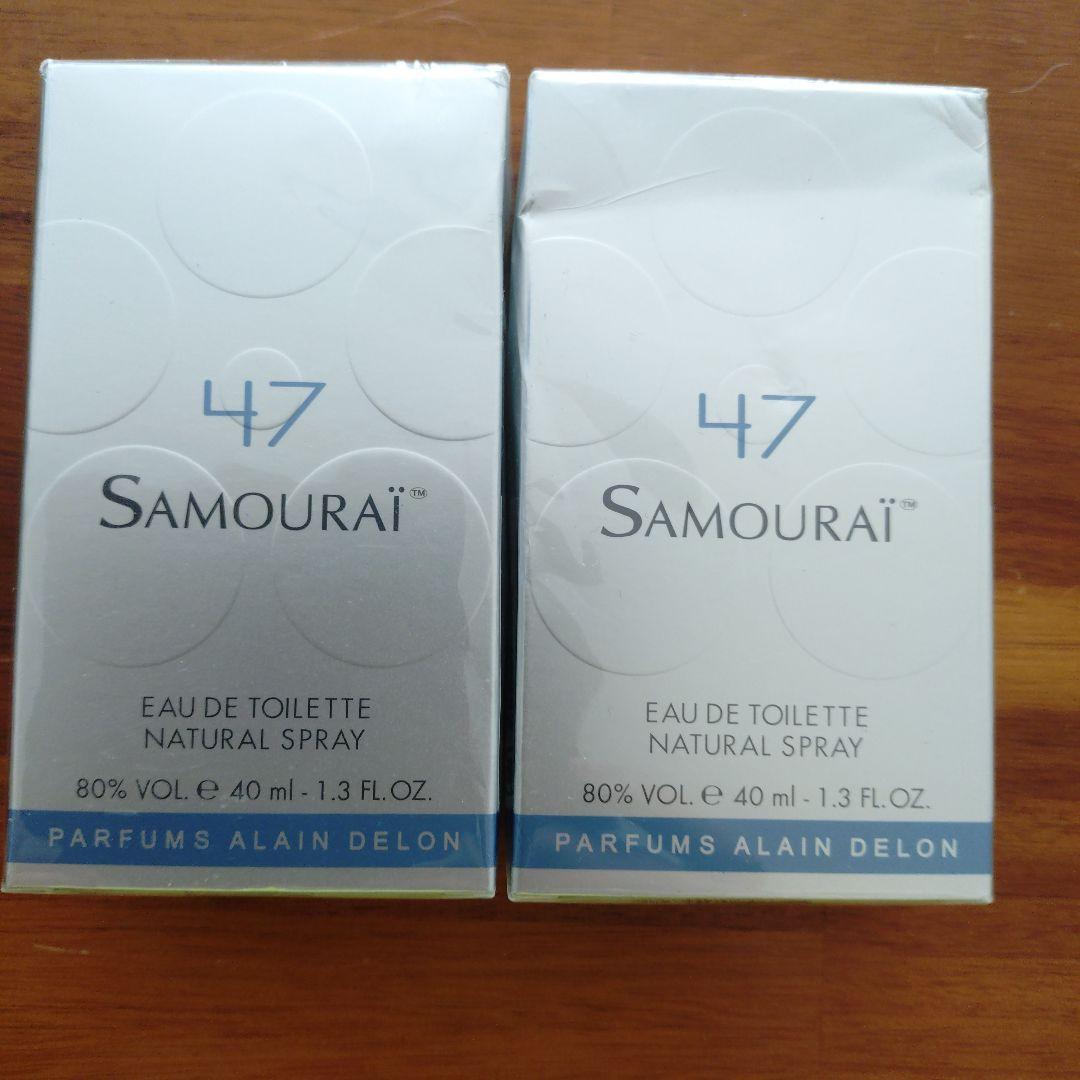 47
SAMOURAÏ™
EAU DE TOILETTE
NATURAL SPRAY
80% VOL. ℮ 40 ml - 1.3 FL. OZ.
PARFUMS ALAIN DELON
47
SAMOURAÏ™
EAU DE TOILETTE
NATURAL SPRAY
80% VOL. ℮ 40 ml - 1.3 FL. OZ.
PARFUMS ALAIN DELON